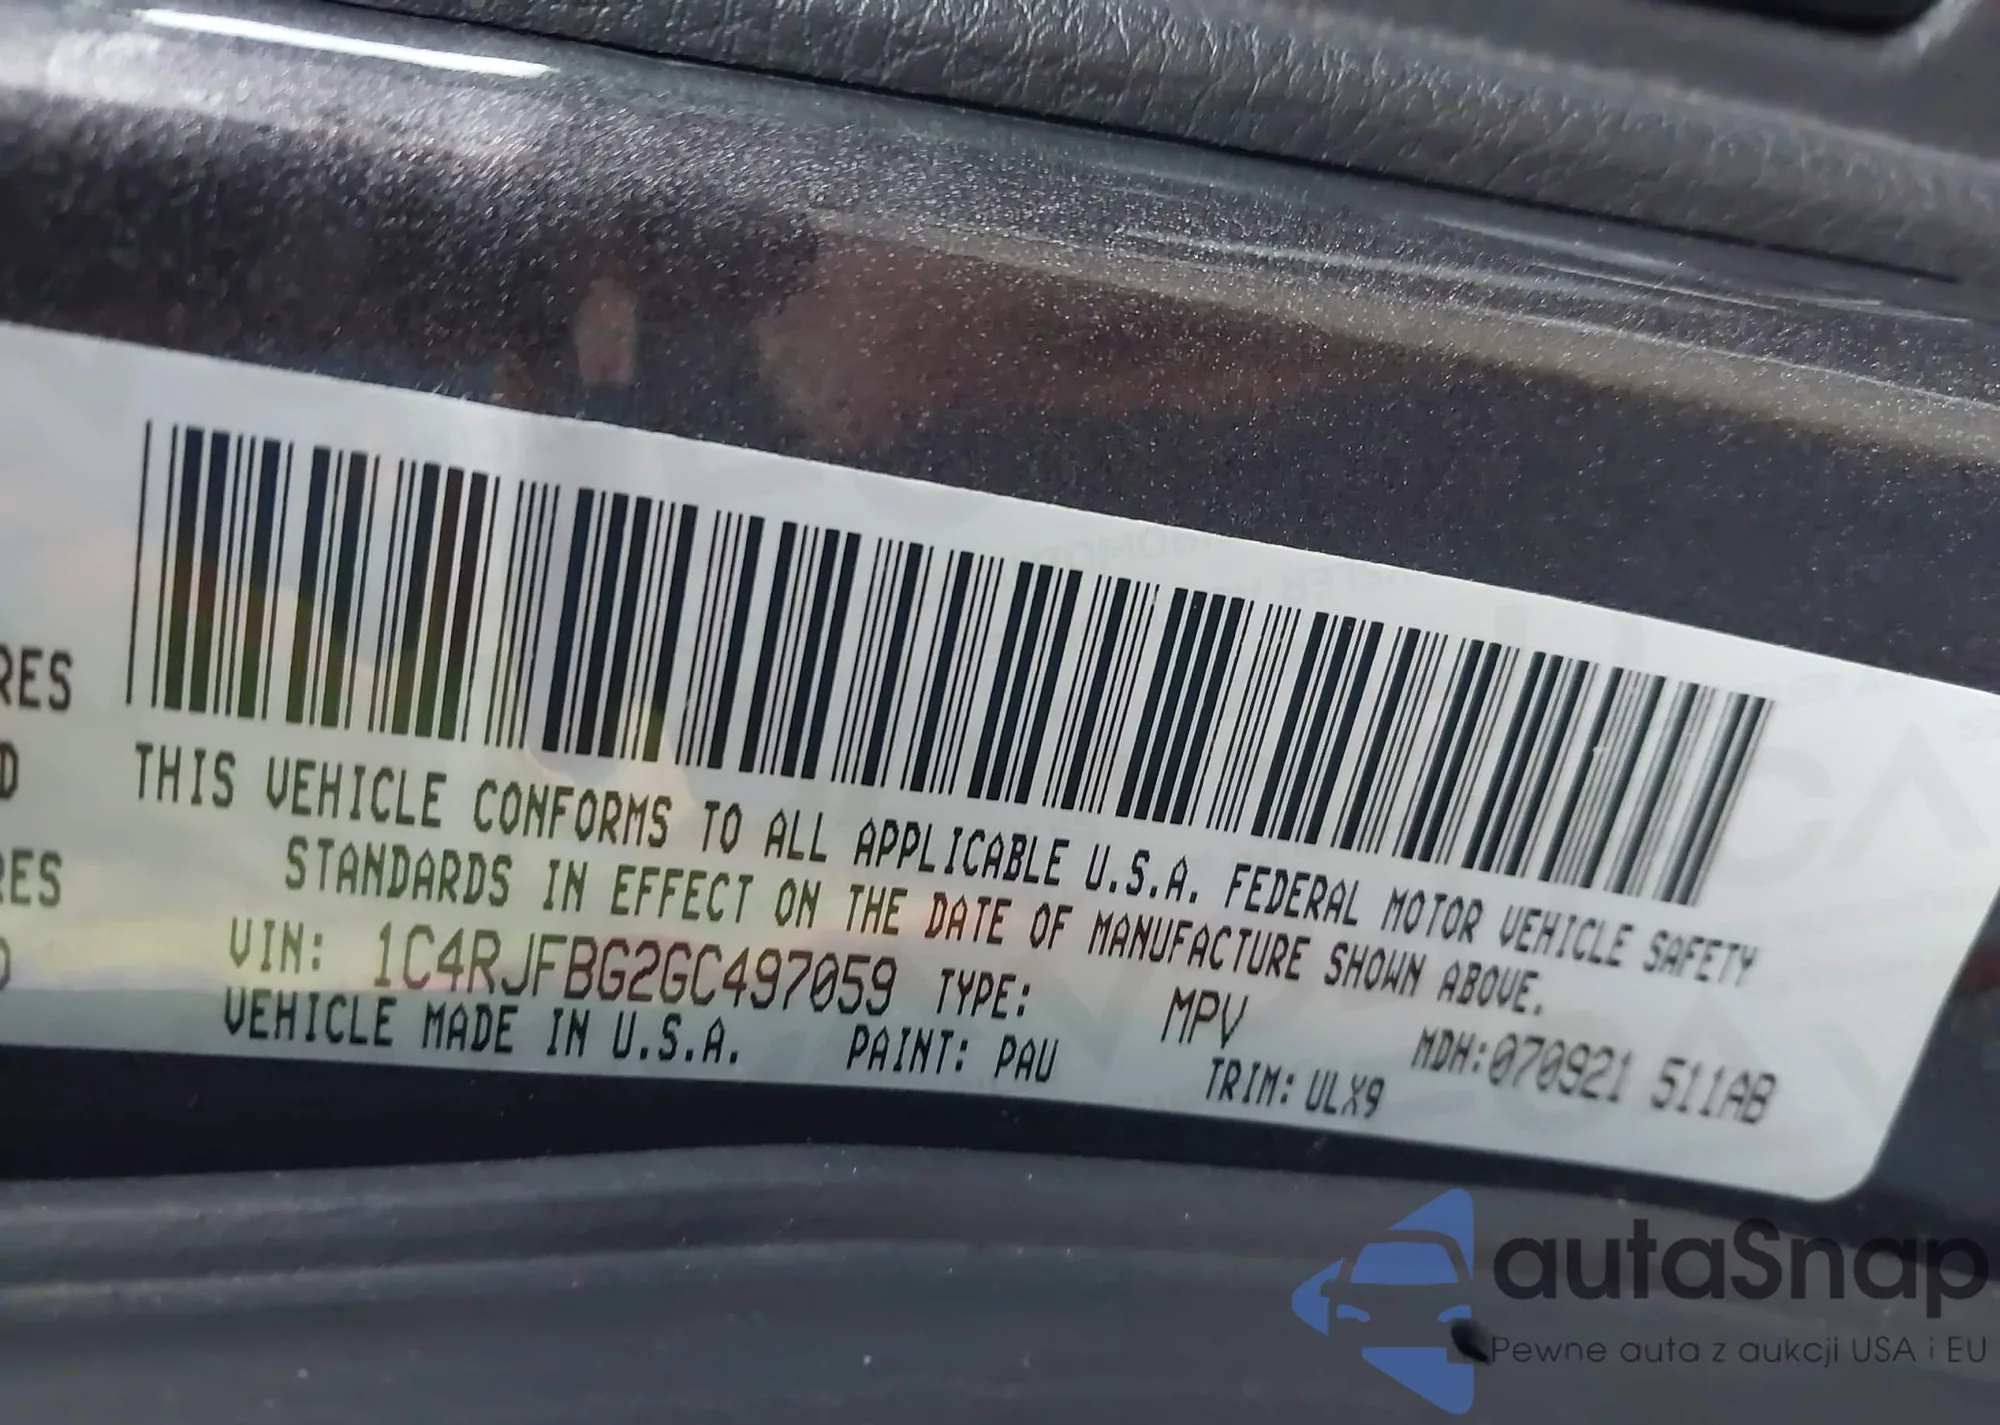 RES
D
RES
THIS VEHICLE CONFORMS TO ALL APPLICABLE U.S.A. FEDERAL MOTOR VEHICLE SAFETY
STANDARDS IN EFFECT ON THE DATE OF MANUFACTURE SHOWN ABOVE.
VIN: 1C4RJFBG2GC497059 TYPE: MPV MDH:070921 511AB
VEHICLE MADE IN U.S.A. PAINT: PAU TRIM: ULX9
autaSnap
Pewne auta z aukcji USA i EU